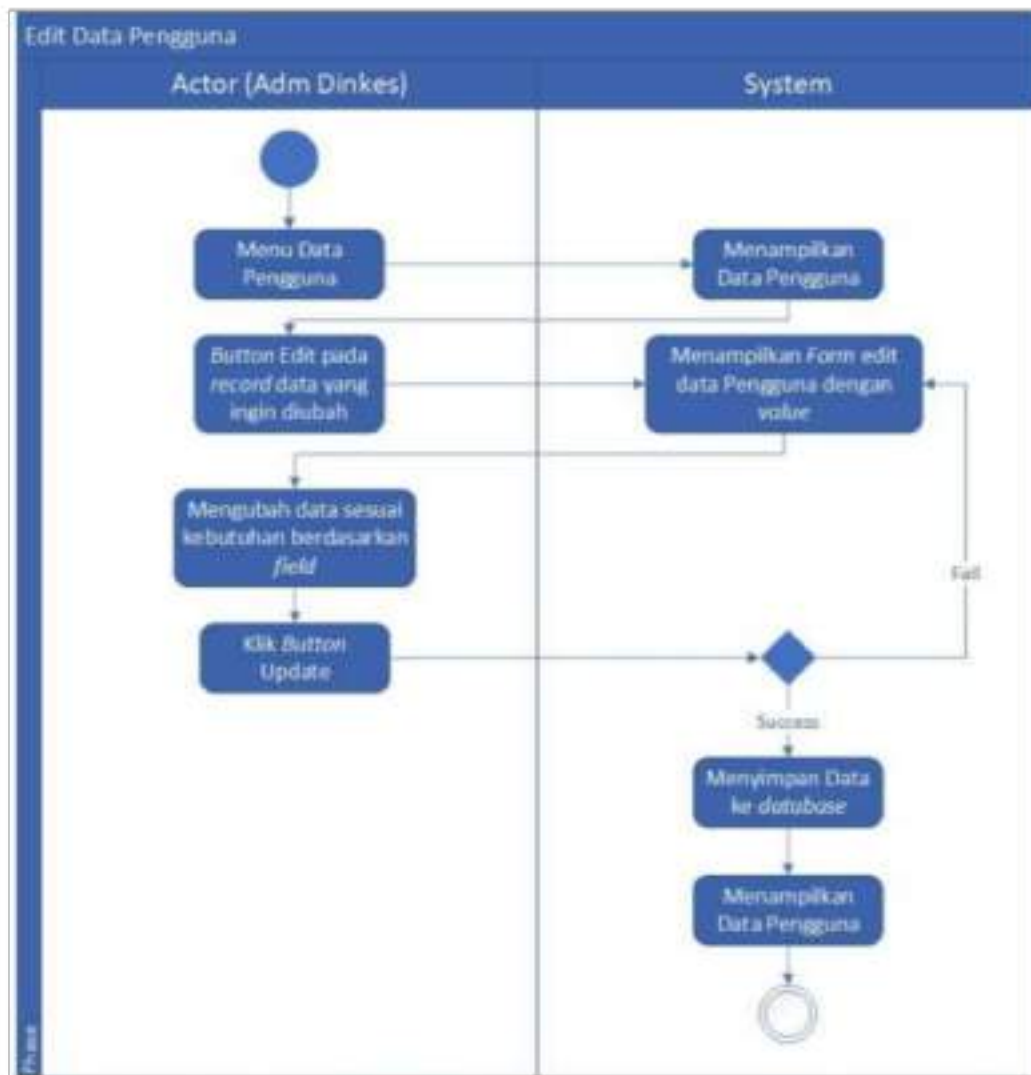 Edit Data Pengguna
Actor (Adm Dinkes)
System
Menu Data
Pengguna
Menampilkan
Data Pengguna
Button Edit pada
record data yang
ingin diubah
Menampilkan Form edit
data Pengguna dengan
value
Mengubah data sesuai
kebutuhan berdasarkan
field
Fail
Klik Button
Update
Success
Menyimpan Data
ke database
Menampilkan
Data Pengguna
Phase